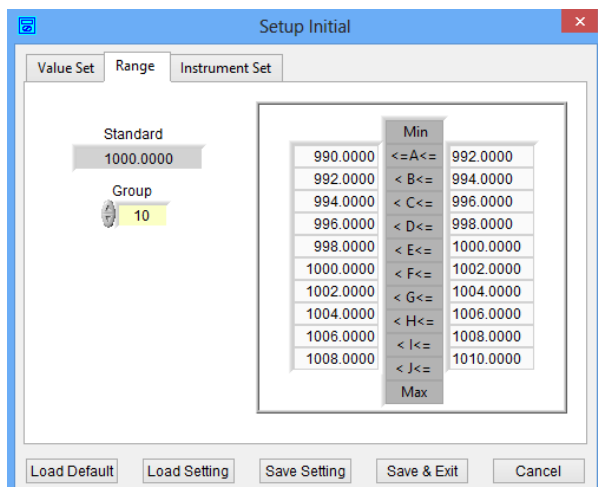 Setup Initial
Value Set Range Instrument Set
Standard
1000.0000
Group
10
Min
990.0000 <=A<= 992.0000
992.0000 < B<= 994.0000
994.0000 < C<= 996.0000
996.0000 < D<= 998.0000
998.0000 < E<= 1000.0000
1000.0000 < F<= 1002.0000
1002.0000 < G<= 1004.0000
1004.0000 < H<= 1006.0000
1006.0000 < I<= 1008.0000
1008.0000 < J<= 1010.0000
Max
Load Default Load Setting Save Setting Save & Exit Cancel